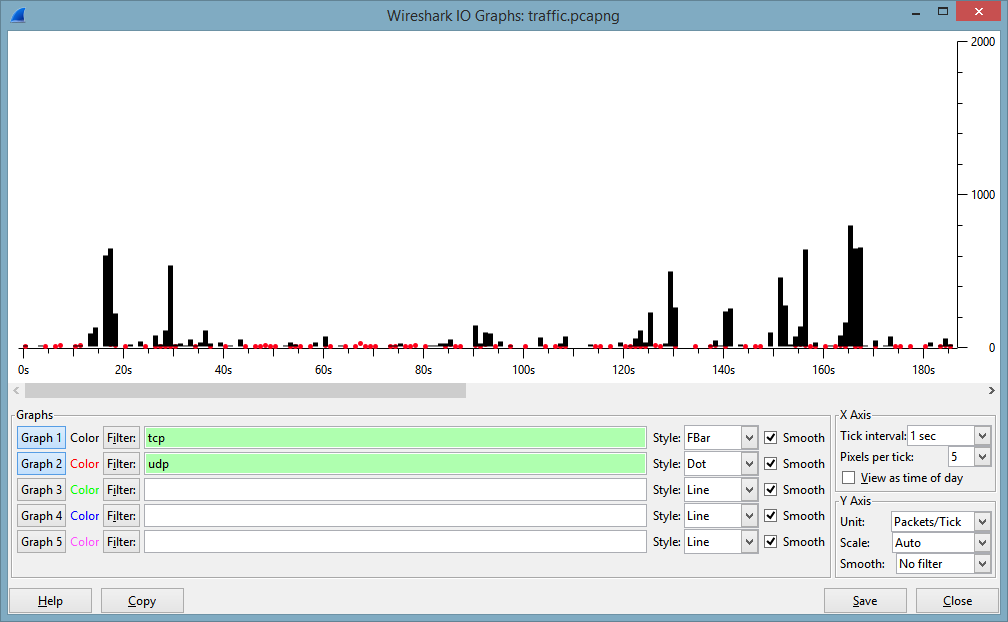 Wireshark IO Graphs: traffic.pcapng
2000
1000
0
0s 20s 40s 60s 80s 100s 120s 140s 160s 180s
Graphs
Graph 1 Color Filter: tcp Style: FBar Smooth
Graph 2 Color Filter: udp Style: Dot Smooth
Graph 3 Color Filter: Style: Line Smooth
Graph 4 Color Filter: Style: Line Smooth
Graph 5 Color Filter: Style: Line Smooth
X Axis
Tick interval: 1 sec
Pixels per tick: 5
View as time of day
Y Axis
Unit: Packets/Tick
Scale: Auto
Smooth: No filter
Help Copy Save Close